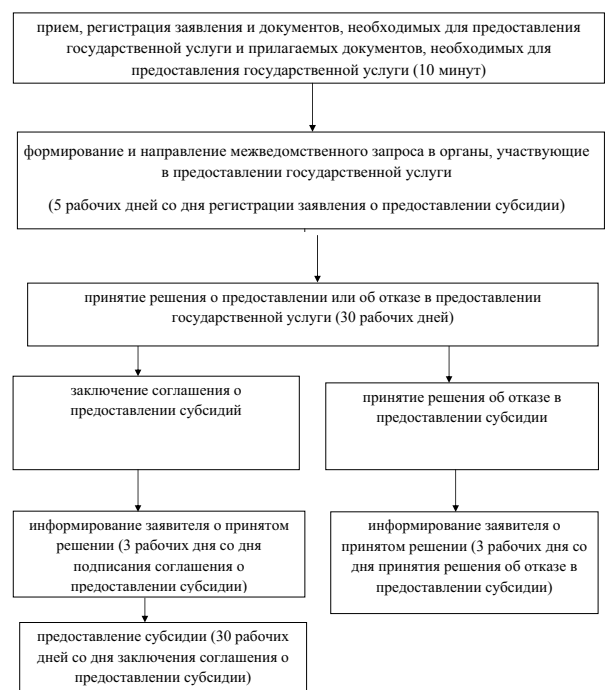 прием, регистрация заявления и документов, необходимых для предоставления
государственной услуги и прилагаемых документов, необходимых для
предоставления государственной услуги (10 минут)
формирование и направление межведомственного запроса в органы, участвующие
в предоставлении государственной услуги
(5 рабочих дней со дня регистрации заявления о предоставлении субсидии)
принятие решения о предоставлении или об отказе в предоставлении
государственной услуги (30 рабочих дней)
заключение соглашения о
предоставлении субсидий
принятие решения об отказе в
предоставлении субсидии
информирование заявителя о принятом
решении (3 рабочих дня со дня
подписания соглашения о
предоставлении субсидии)
информирование заявителя о
принятом решении (3 рабочих дня со
дня принятия решения об отказе в
предоставлении субсидии)
предоставление субсидии (30 рабочих
дней со дня заключения соглашения о
предоставлении субсидии)